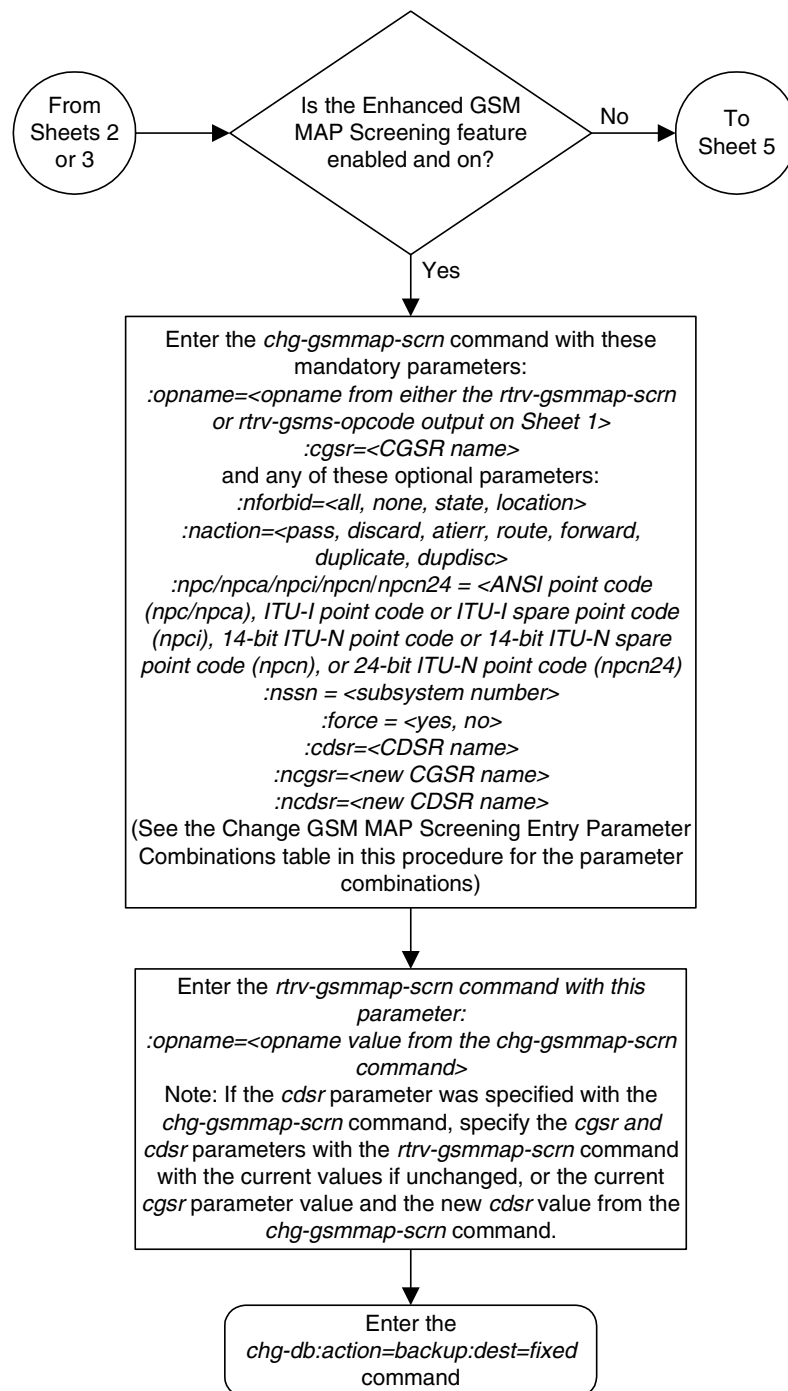 From
Sheets 2
or 3
Is the Enhanced GSM
MAP Screening feature
enabled and on?
No
To
Sheet 5
Yes
Enter the chg-gsmmap-scrn command with these
mandatory parameters:
:opname=<opname from either the rtrv-gsmmap-scrn
or rtrv-gsms-opcode output on Sheet 1>
:cgsr=<CGSR name>
and any of these optional parameters:
:nforbid=<all, none, state, location>
:naction=<pass, discard, atierr, route, forward,
duplicate, dupdisc>
:npc/npca/npci/npcn/npcn24 = <ANSI point code
(npc/npca), ITU-I point code or ITU-I spare point code
(npci), 14-bit ITU-N point code or 14-bit ITU-N spare
point code (npcn), or 24-bit ITU-N point code (npcn24)
:nssn = <subsystem number>
:force = <yes, no>
:cdsr=<CDSR name>
:ncgsr=<new CGSR name>
:ncdsr=<new CDSR name>
(See the Change GSM MAP Screening Entry Parameter
Combinations table in this procedure for the parameter
combinations)
Enter the rtrv-gsmmap-scrn command with this
parameter:
:opname=<opname value from the chg-gsmmap-scrn
command>
Note: If the cdsr parameter was specified with the
chg-gsmmap-scrn command, specify the cgsr and
cdsr parameters with the rtrv-gsmmap-scrn command
with the current values if unchanged, or the current
cgsr parameter value and the new cdsr value from the
chg-gsmmap-scrn command.
Enter the
chg-db:action=backup:dest=fixed
command